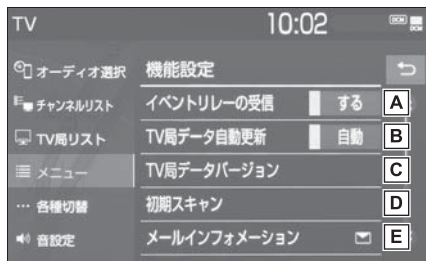 TV 10:02 DCM
オーディオ選択
チャンネルリスト
TV局リスト
メニュー
各種切替
音設定
機能設定
イベントリレーの受信 する A
TV局データ自動更新 自動 B
TV局データバージョン C
初期スキャン D
メールインフォメーション E